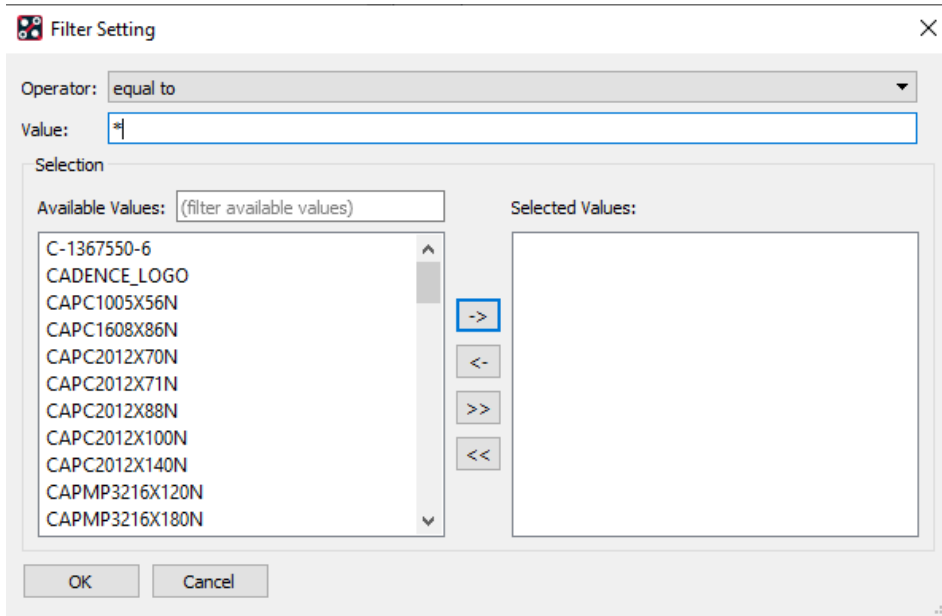 Filter Setting
Operator: equal to
Value: *
Selection
Available Values: (filter available values) Selected Values:
C-1367550-6
CADENCE_LOGO
CAPC1005X56N
CAPC1608X86N
CAPC2012X70N
CAPC2012X71N
CAPC2012X88N
CAPC2012X100N
CAPC2012X140N
CAPMP3216X120N
CAPMP3216X180N
->
<-
>>
<<
OK Cancel